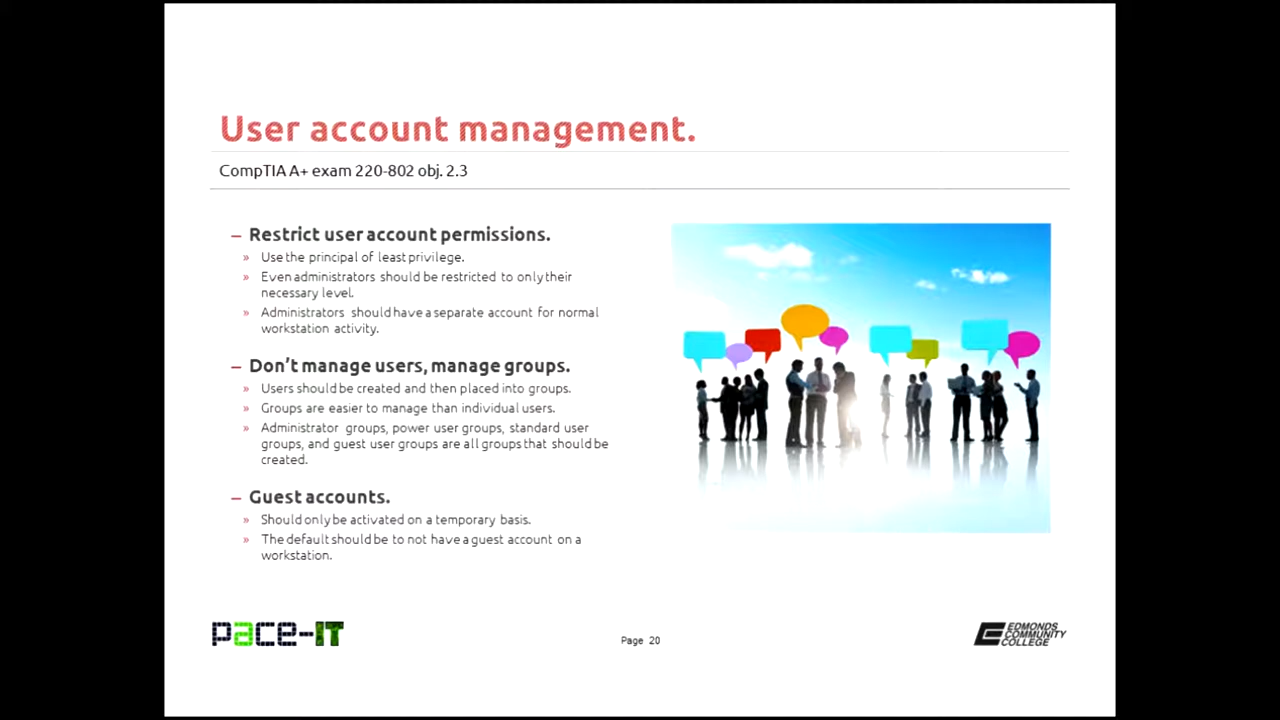 User account management.
CompTIA A+ exam 220-802 obj. 2.3
– Restrict user account permissions.
» Use the principal of least privilege.
» Even administrators should be restricted to only their
necessary level.
» Administrators should have a separate account for normal
workstation activity.
– Don't manage users, manage groups.
» Users should be created and then placed into groups.
» Groups are easier to manage than individual users.
» Administrator groups, power user groups, standard user
groups, and guest user groups are all groups that should be
created.
– Guest accounts.
» Should only be activated on a temporary basis.
» The default should be to not have a guest account on a
workstation.
pace-IT
Page 20
EDMONDS
COMMUNITY
COLLEGE